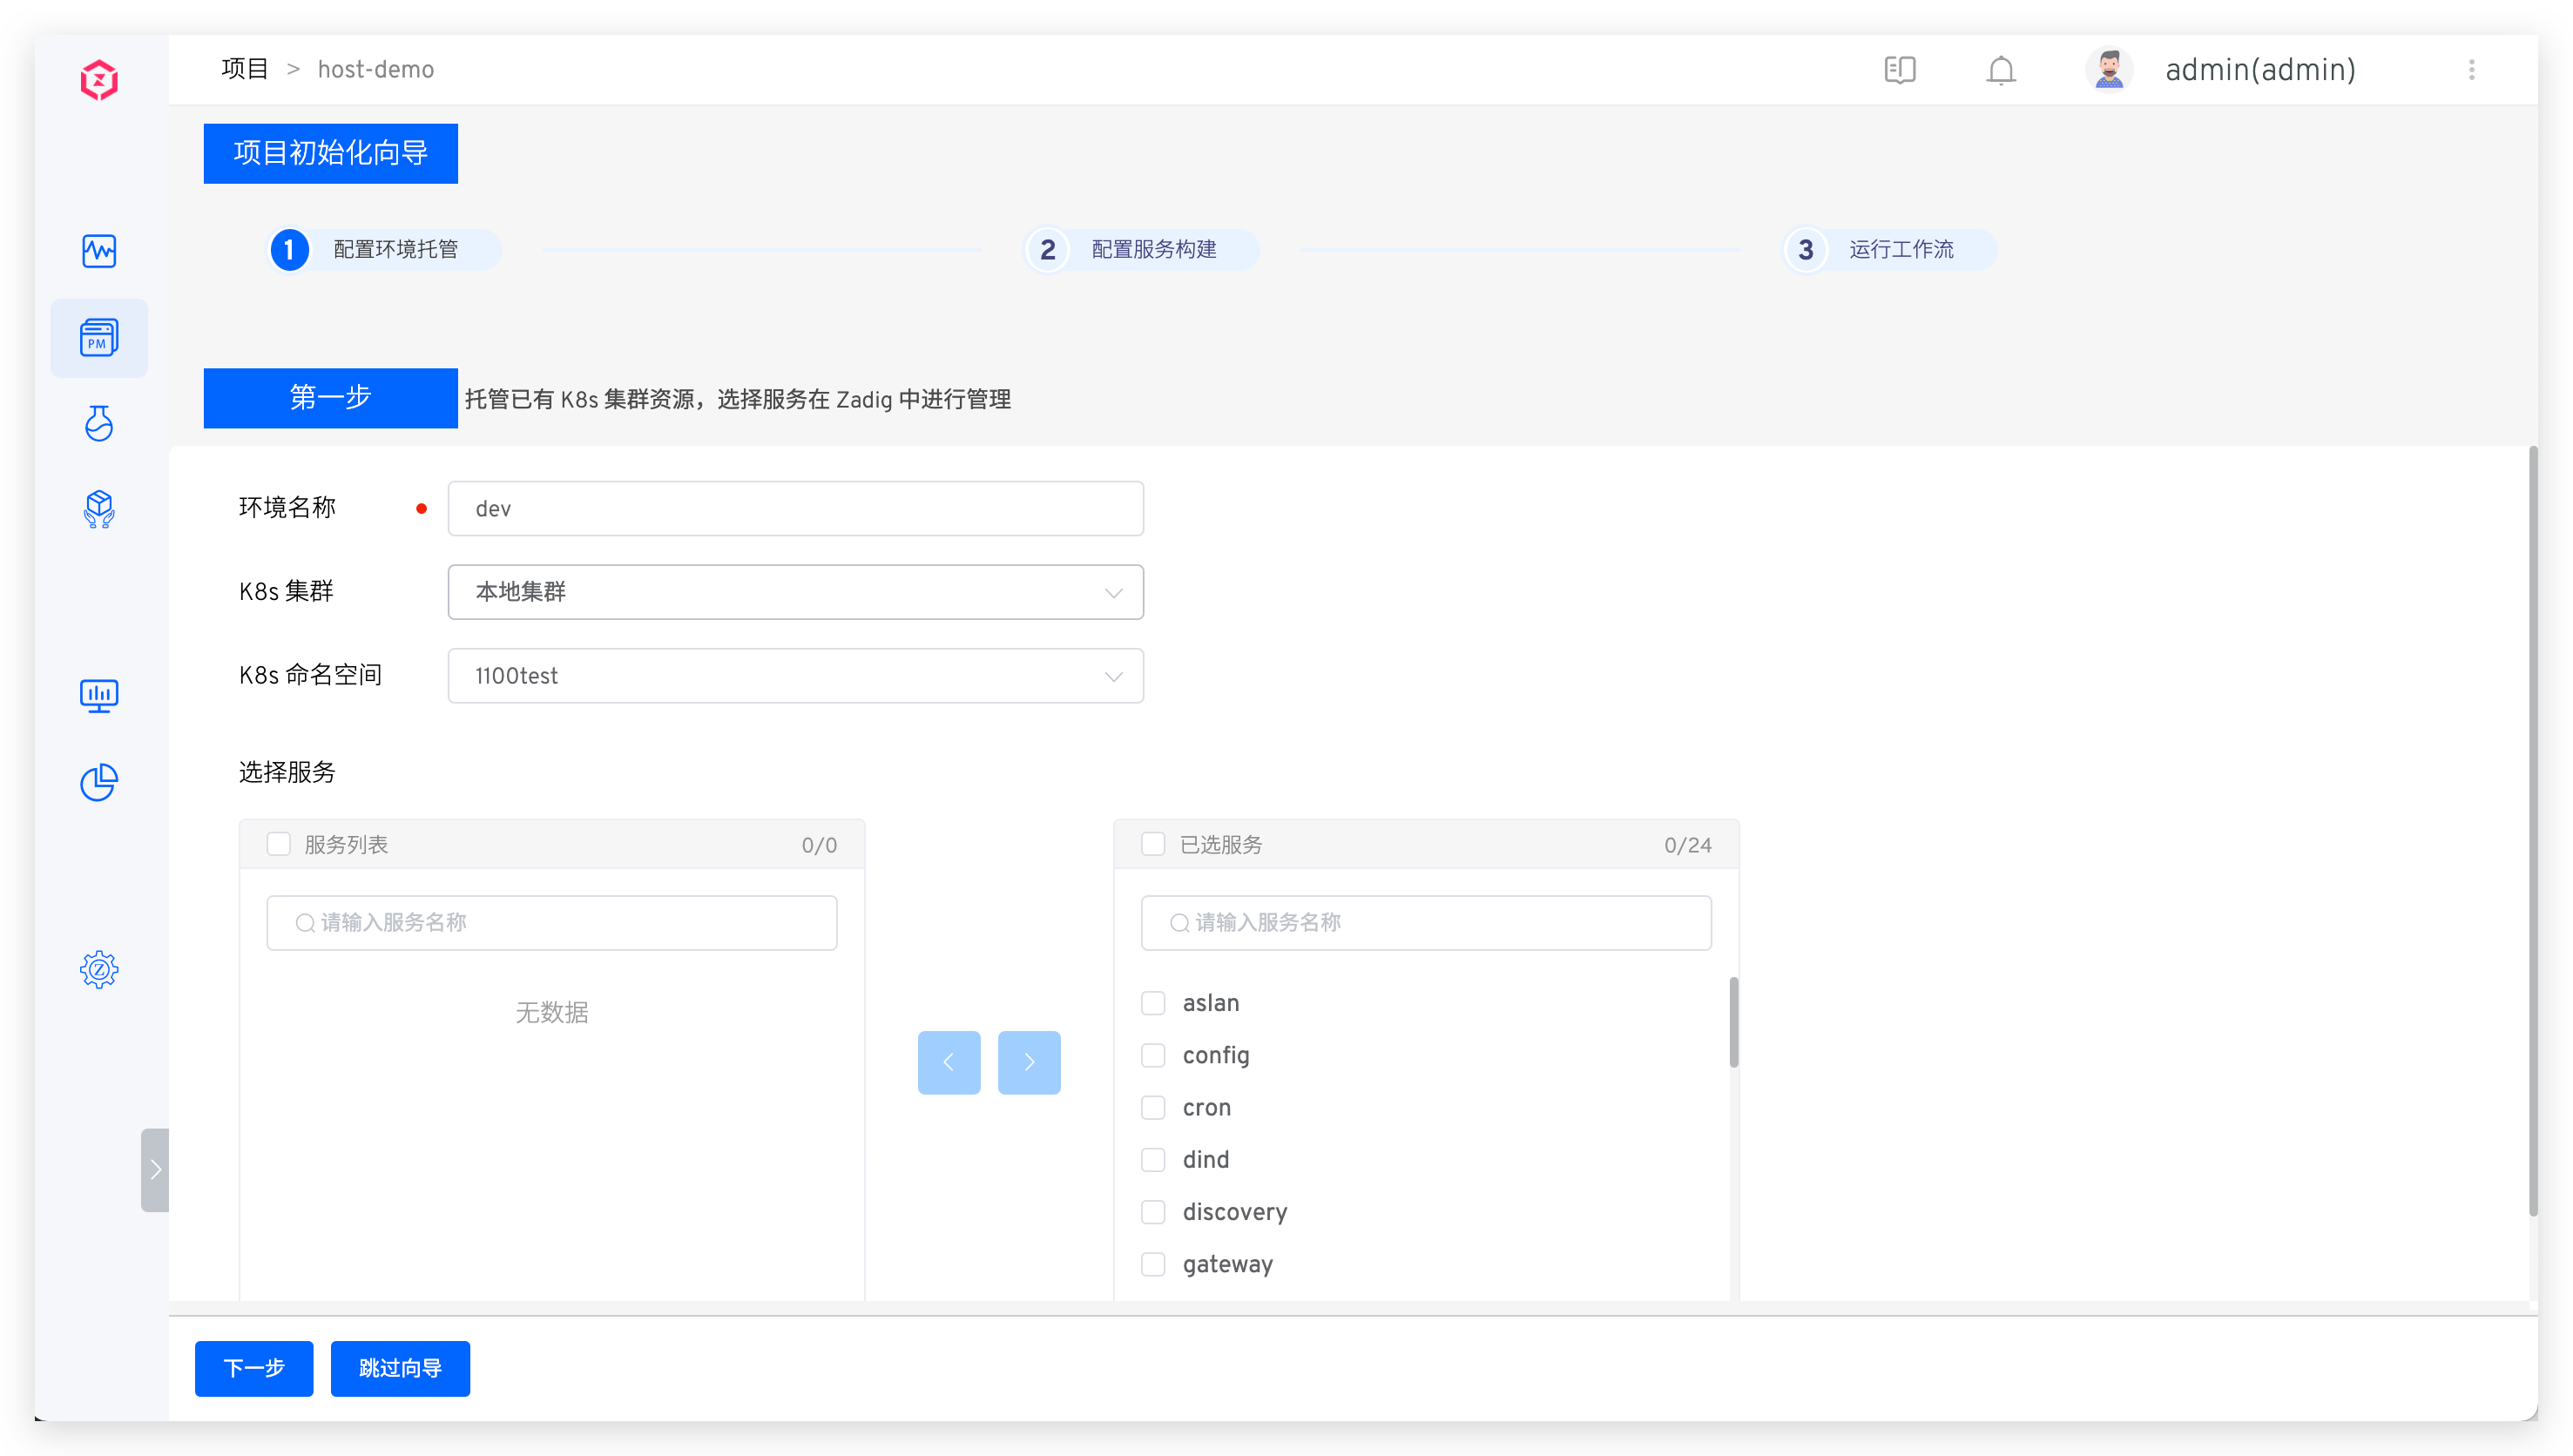 项目 > host-demo
admin(admin)
项目初始化向导
1 配置环境托管
2 配置服务构建
3 运行工作流
PM
第一步 托管已有 K8s 集群资源，选择服务在 Zadig 中进行管理
环境名称 dev
K8s 集群 本地集群
K8s 命名空间 1100test
选择服务
服务列表 0/0
请输入服务名称
无数据
已选服务 0/24
请输入服务名称
aslan
config
cron
dind
discovery
gateway
Z
下一步 跳过向导